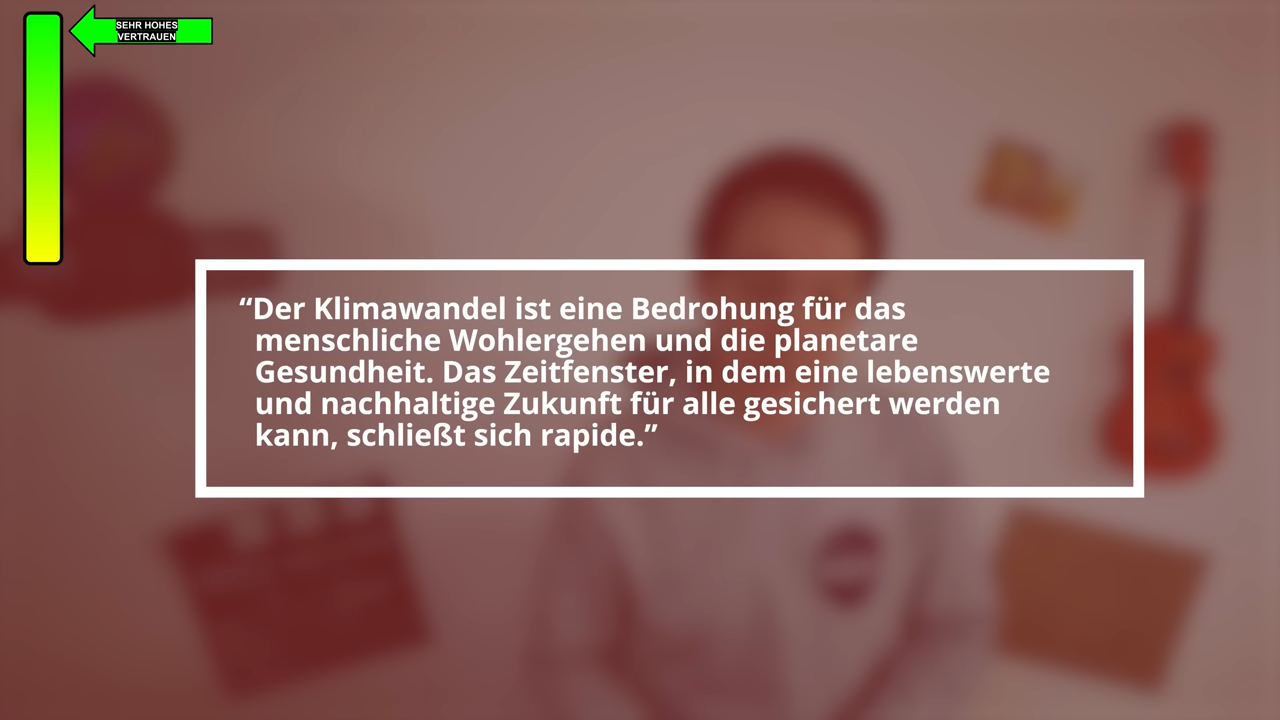 SEHR HOHES
VERTRAUEN
“Der Klimawandel ist eine Bedrohung für das
menschliche Wohlergehen und die planetare
Gesundheit. Das Zeitfenster, in dem eine lebenswerte
und nachhaltige Zukunft für alle gesichert werden
kann, schließt sich rapide.”